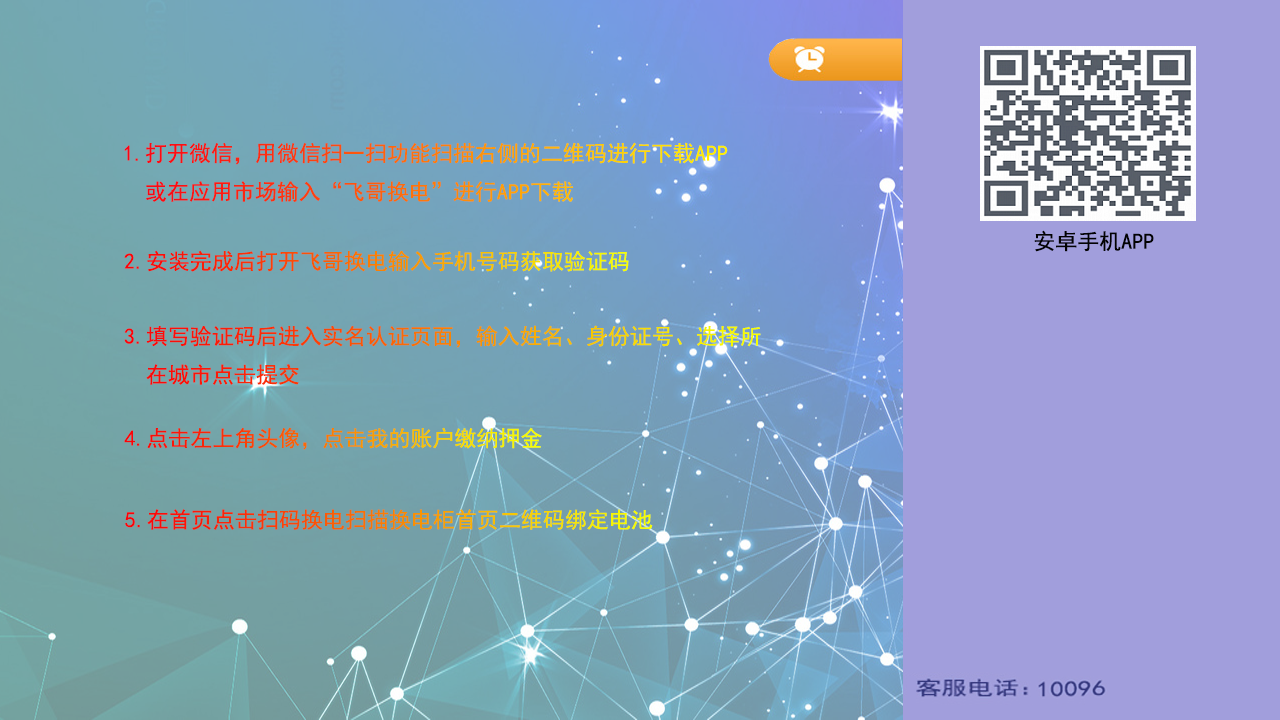 1.打开微信，用微信扫一扫功能扫描右侧的二维码进行下载APP
或在应用市场输入“飞哥换电”进行APP下载
2.安装完成后打开飞哥换电输入手机号码获取验证码
3.填写验证码后进入实名认证页面，输入姓名、身份证号、选择所
在城市点击提交
4.点击左上角头像，点击我的账户缴纳押金
5.在首页点击扫码换电扫描换电柜首页二维码绑定电池
安卓手机APP
客服电话：10096